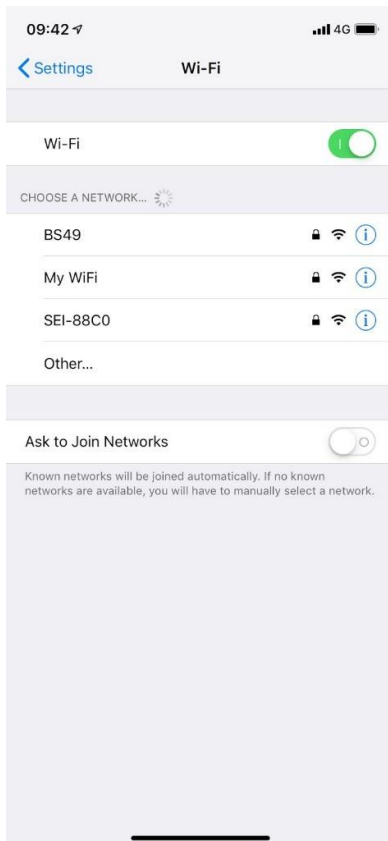 09:42 4G
Settings Wi-Fi
Wi-Fi
CHOOSE A NETWORK...
BS49
My WiFi
SEI-88C0
Other...
Ask to Join Networks
Known networks will be joined automatically. If no known
networks are available, you will have to manually select a network.